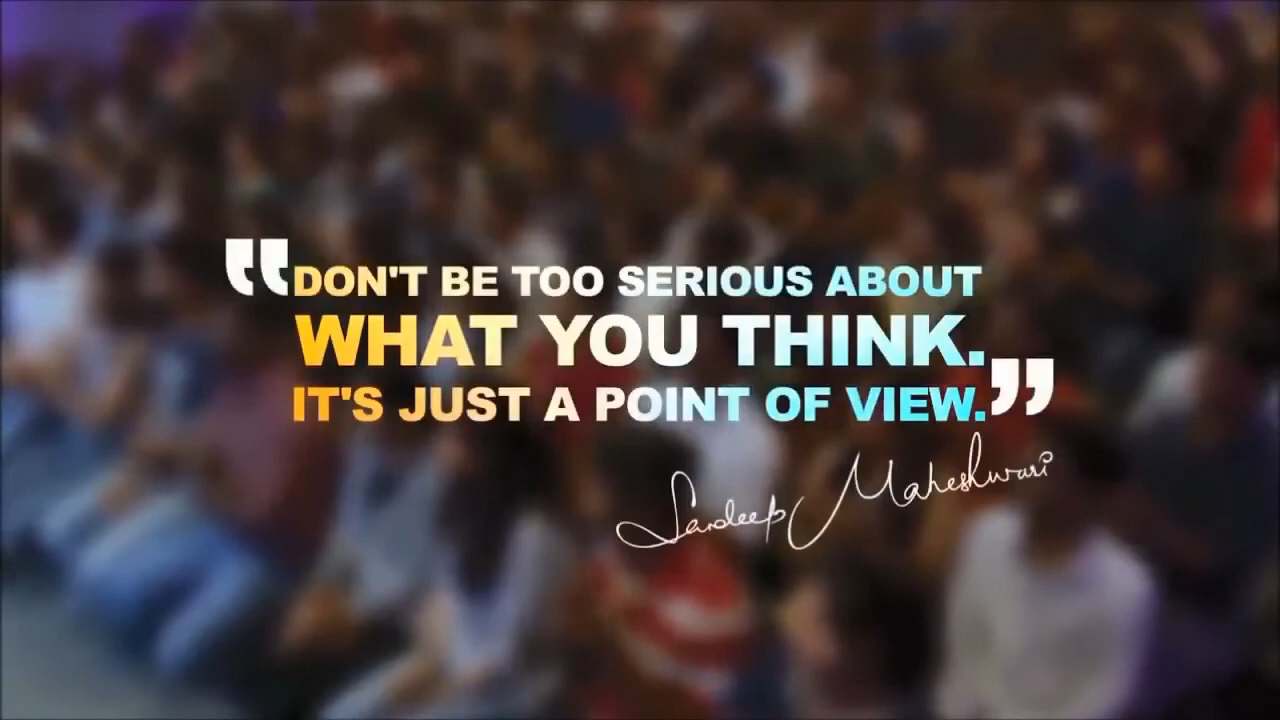 “DON'T BE TOO SERIOUS ABOUT
WHAT YOU THINK.
IT'S JUST A POINT OF VIEW.”
Sandeep Maheshwari